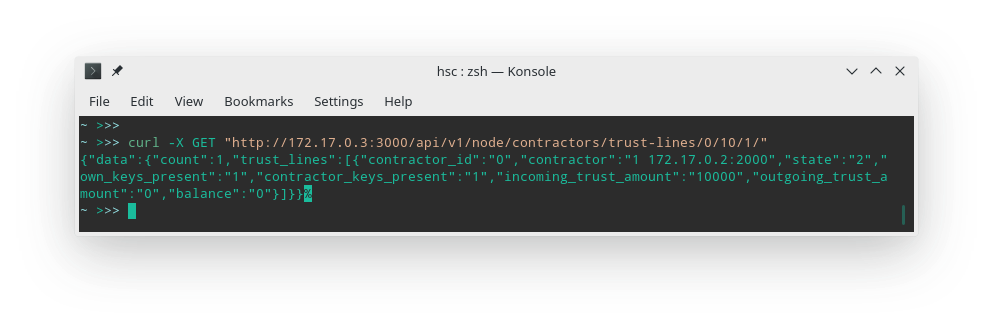 hsc : zsh — Konsole
File Edit View Bookmarks Settings Help
~ >>>
~ >>> curl -X GET "http://172.17.0.3:3000/api/v1/node/contractors/trust-lines/0/10/1/"
{"data":{"count":1,"trust_lines":[{"contractor_id":"0","contractor":"1 172.17.0.2:2000","state":"2","
own_keys_present":"1","contractor_keys_present":"1","incoming_trust_amount":"10000","outgoing_trust_a
mount":"0","balance":"0"}]}}%
~ >>>